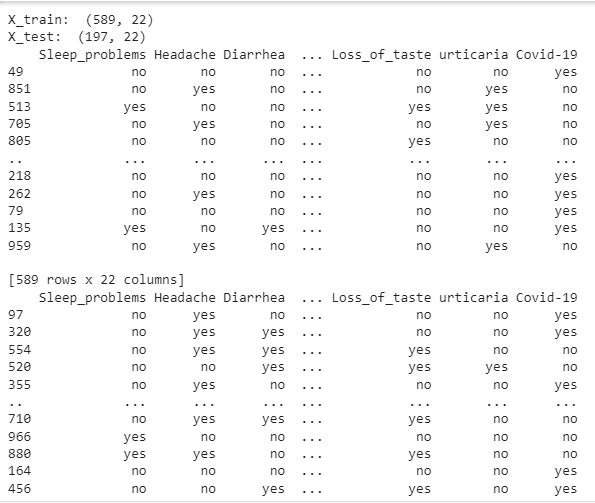 X_train:  (589, 22)
X_test:  (197, 22)
    Sleep_problems Headache Diarrhea  ... Loss_of_taste urticaria Covid-19
49              no       no       no  ...            no        no      yes
851             no      yes       no  ...            no       yes       no
513            yes       no       no  ...           yes       yes       no
705             no      yes       no  ...            no       yes       no
805             no       no       no  ...           yes        no       no
..             ...      ...      ...  ...           ...       ...      ...
218             no       no       no  ...            no        no      yes
262             no      yes       no  ...            no        no      yes
79              no       no       no  ...            no        no      yes
135            yes       no      yes  ...            no        no      yes
959             no      yes       no  ...            no       yes       no
[589 rows x 22 columns]
    Sleep_problems Headache Diarrhea  ... Loss_of_taste urticaria Covid-19
97              no      yes       no  ...            no        no      yes
320             no      yes      yes  ...            no        no      yes
554             no      yes      yes  ...           yes        no       no
520             no       no      yes  ...           yes       yes       no
355             no      yes       no  ...            no        no      yes
..             ...      ...      ...  ...           ...       ...      ...
710             no      yes      yes  ...           yes        no       no
966            yes       no       no  ...            no        no       no
880            yes      yes       no  ...           yes        no       no
164             no       no       no  ...            no        no      yes
456             no       no      yes  ...           yes        no      yes